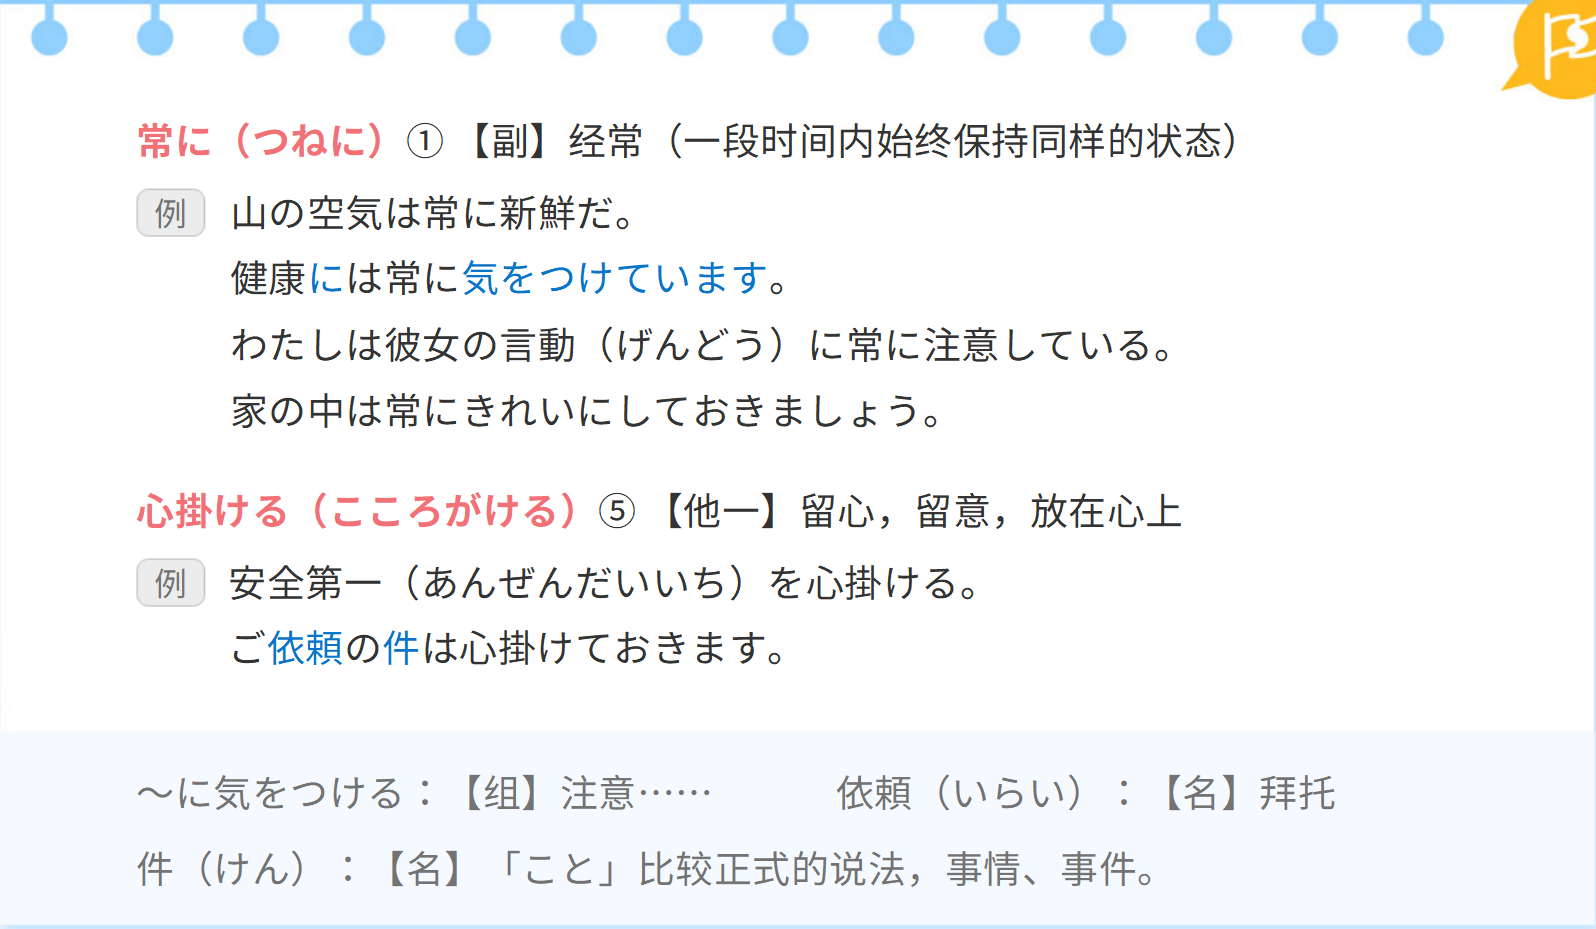 常に（つねに）① 【副】经常（一段时间内始终保持同样的状态）
例 山の空気は常に新鮮だ。
健康には常に気をつけています。
わたしは彼女の言動（げんどう）に常に注意している。
家の中は常にきれいにしておきましょう。
心掛ける（こころがける）⑤ 【他一】留心，留意，放在心上
例 安全第一（あんぜんだいいち）を心掛ける。
ご依頼の件は心掛けておきます。
～に気をつける：【组】注意…… 依頼（いらい）：【名】拜托
件（けん）：【名】「こと」比较正式的说法，事情、事件。